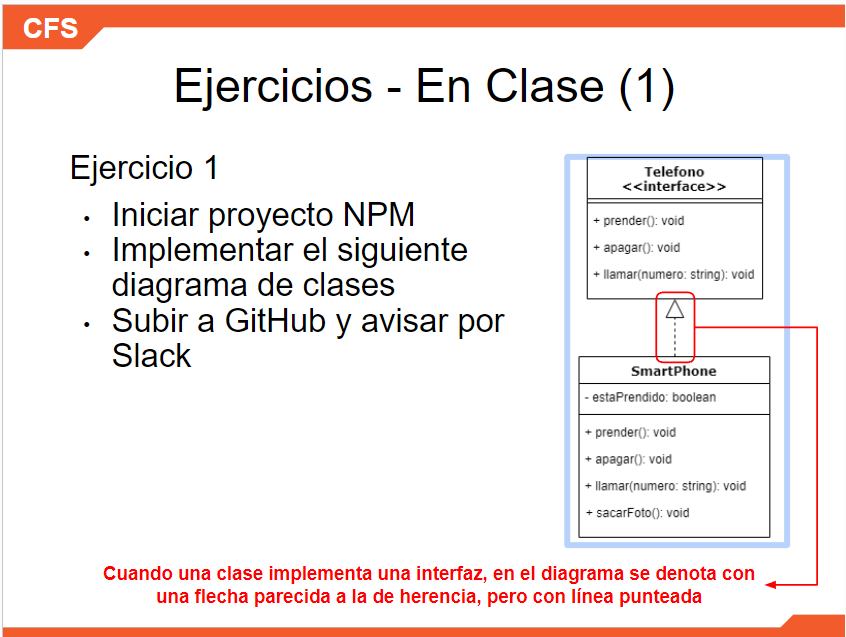 CFS
Ejercicios - En Clase (1)
Ejercicio 1
• Iniciar proyecto NPM
• Implementar el siguiente
diagrama de clases
• Subir a GitHub y avisar por
Slack
Telefono
<<interface>>
+ prender(): void
+ apagar(): void
+ llamar(numero: string): void
SmartPhone
- estaPrendido: boolean
+ prender(): void
+ apagar(): void
+ llamar(numero: string): void
+ sacarFoto(): void
Cuando una clase implementa una interfaz, en el diagrama se denota con
una flecha parecida a la de herencia, pero con línea punteada